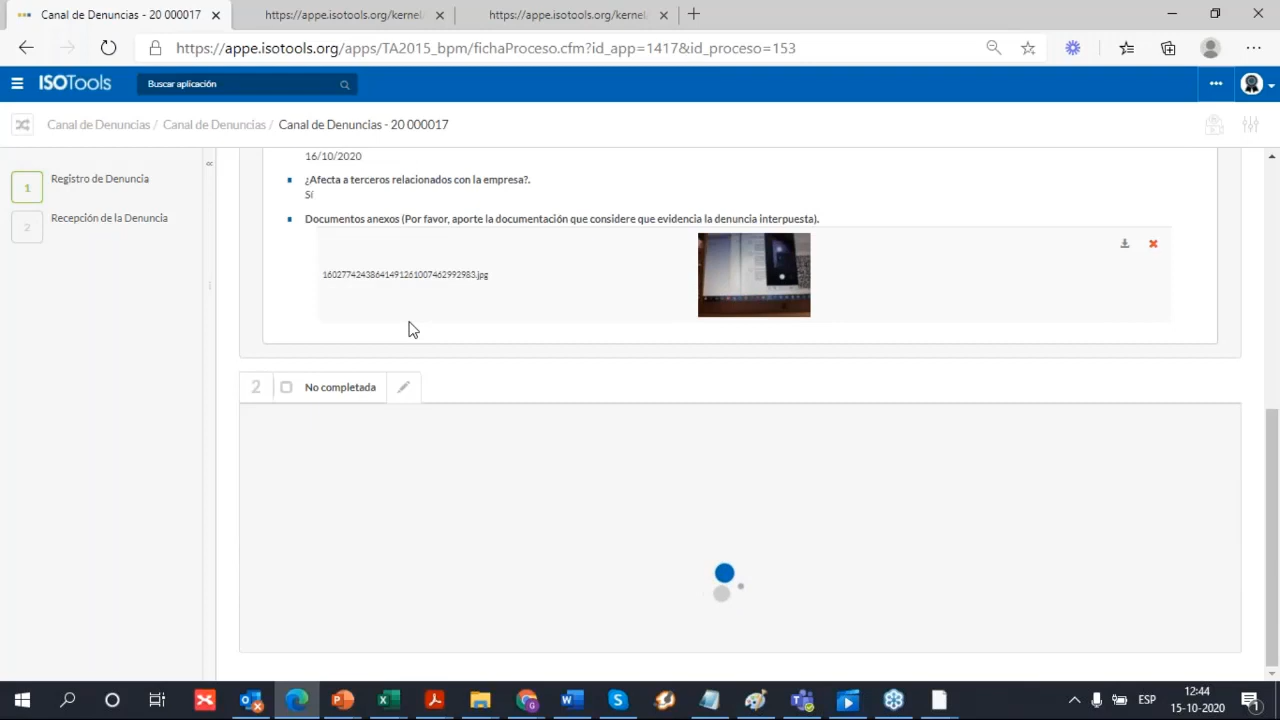 Canal de Denuncias - 20 000017
https://appe.isotools.org/kernel/
https://appe.isotools.org/kernel/
https://appe.isotools.org/apps/TA2015_bpm/fichaProceso.cfm?id_app=1417&id_proceso=153
ISOTools
Buscar aplicación
Canal de Denuncias / Canal de Denuncias / Canal de Denuncias - 20 000017
1 Registro de Denuncia
2 Recepción de la Denuncia
16/10/2020
¿Afecta a terceros relacionados con la empresa?.
Sí
Documentos anexos (Por favor, aporte la documentación que considere que evidencia la denuncia interpuesta).
2 No completada
ESP
12:44
15-10-2020
1